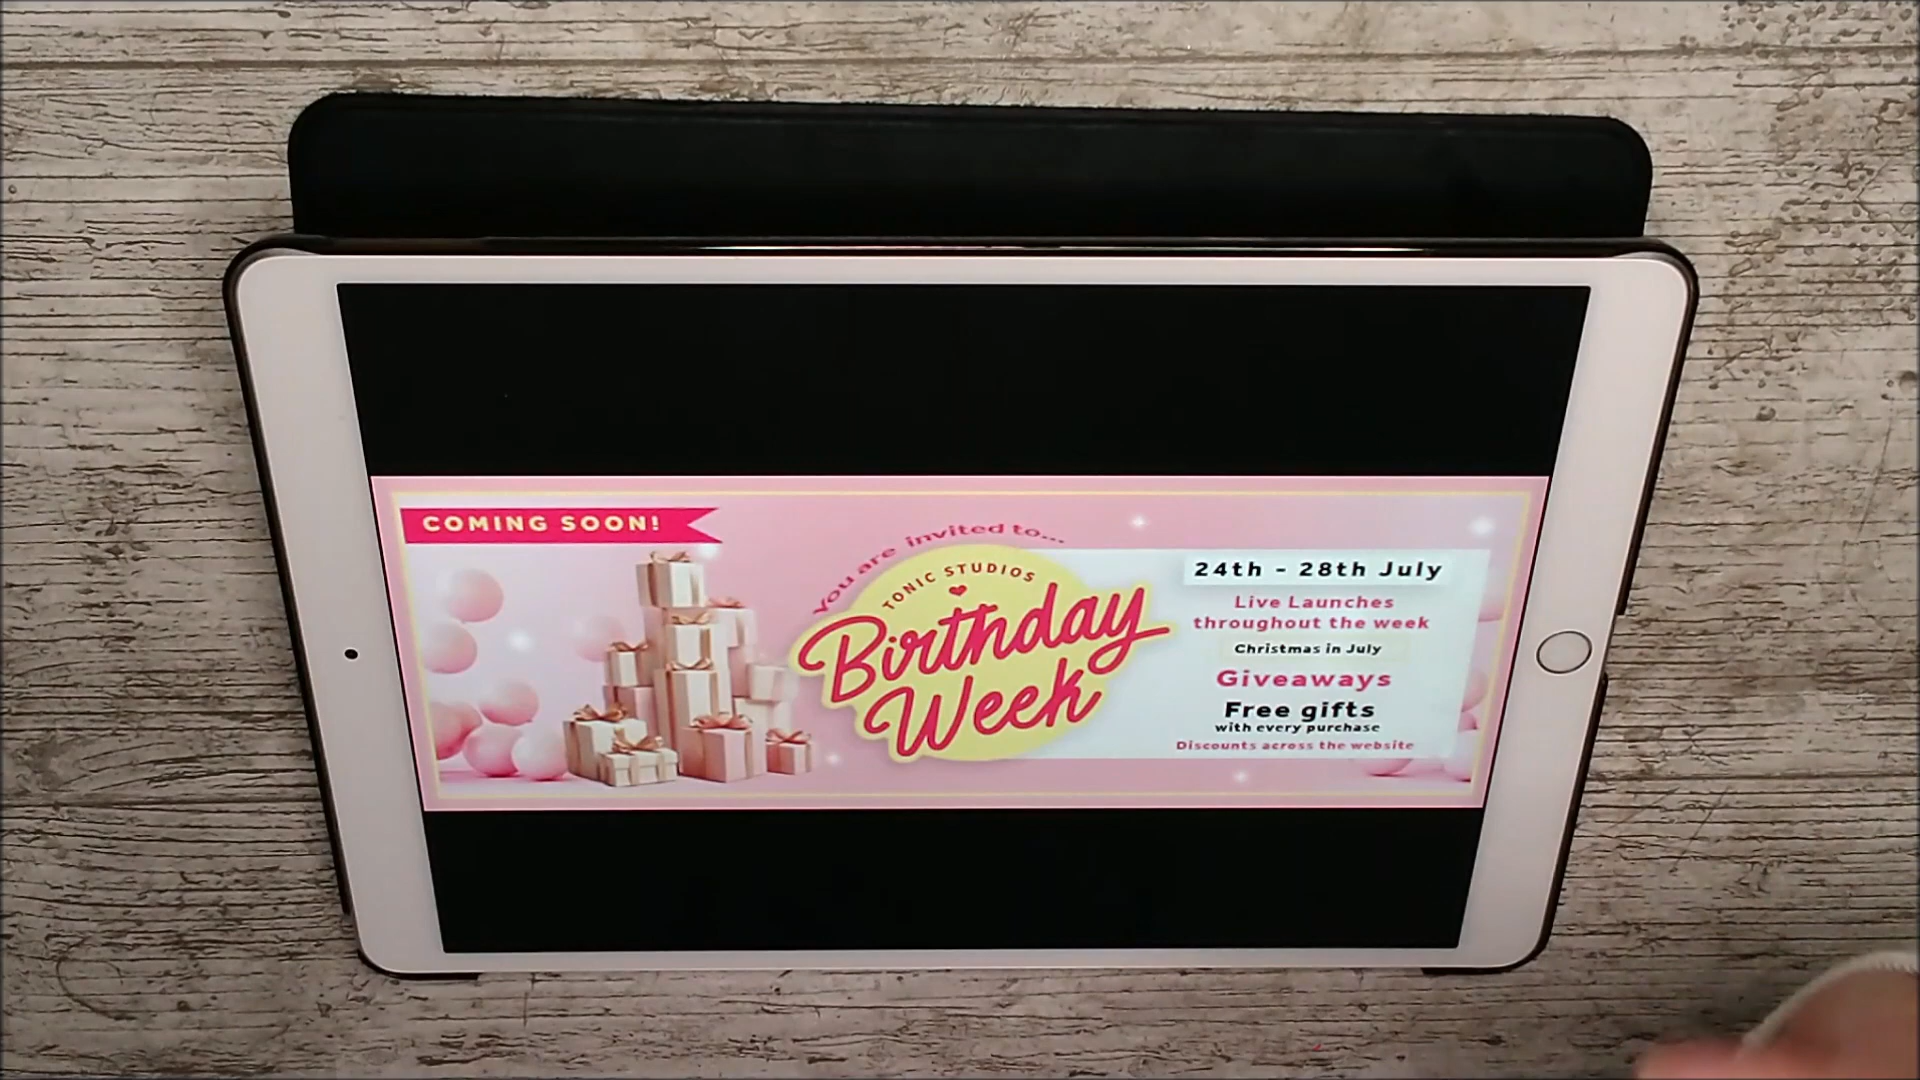 COMING SOON!
You are invited to...
TONIC STUDIOS
Birthday
Week
24th - 28th July
Live Launches
throughout the week
Christmas in July
Giveaways
Free gifts
with every purchase
Discounts across the website